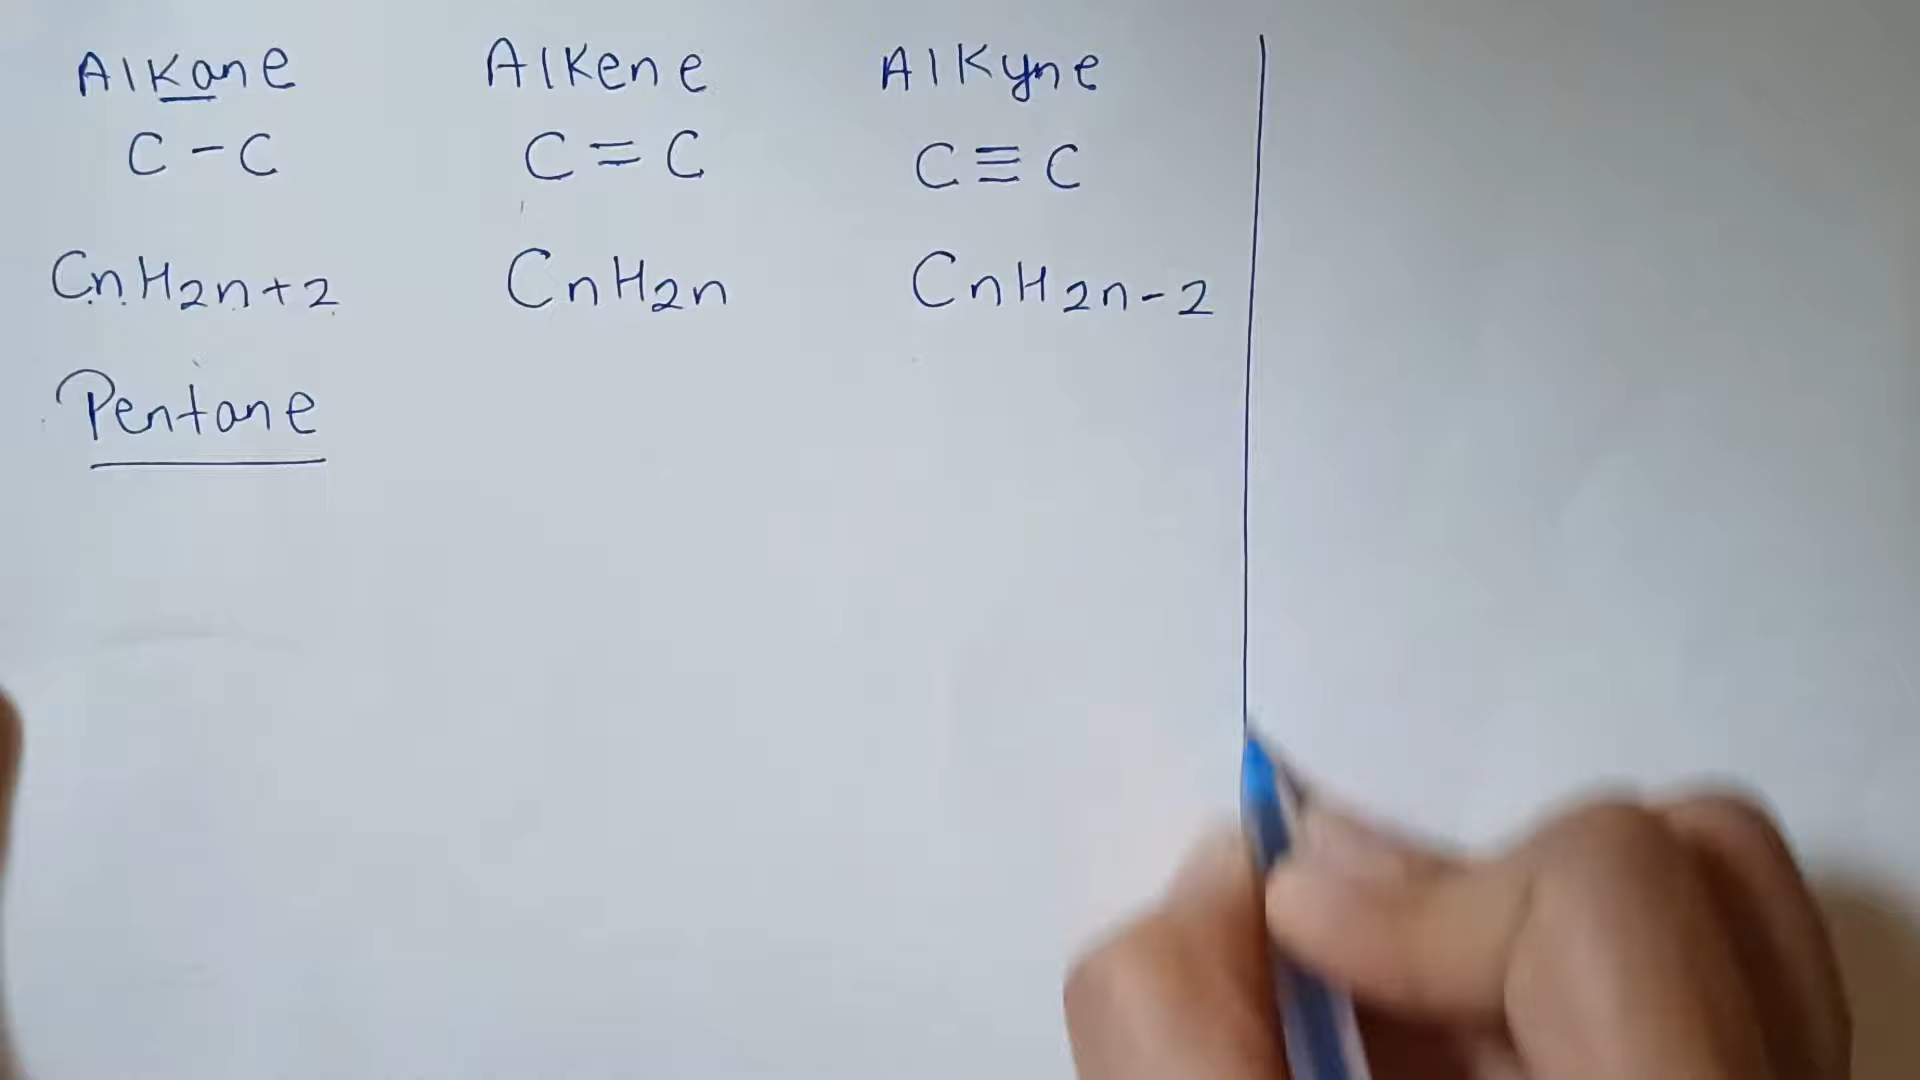 Alkane Alkene Alkyne
C-C C=C C≡C
CnH2n+2 CnH2n CnH2n-2
Pentane